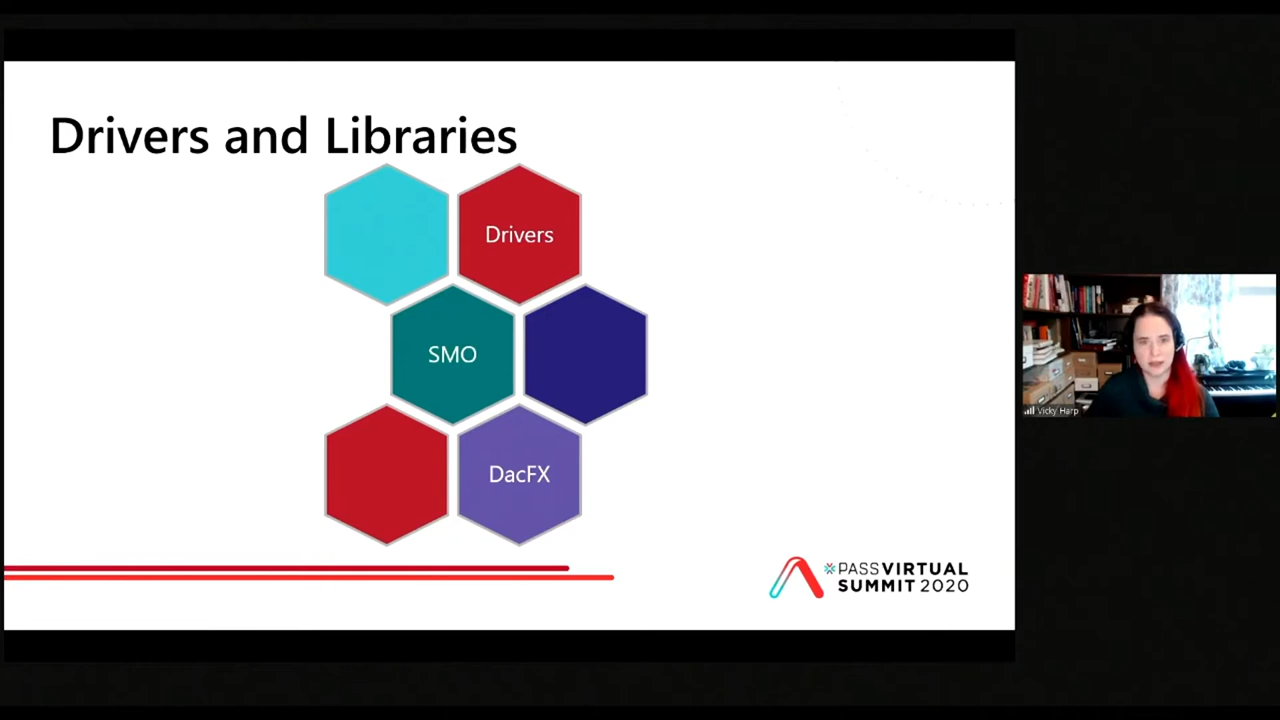 Drivers and Libraries
Drivers
SMO
DacFX
PASS VIRTUAL
SUMMIT 2020
Vicky Harp